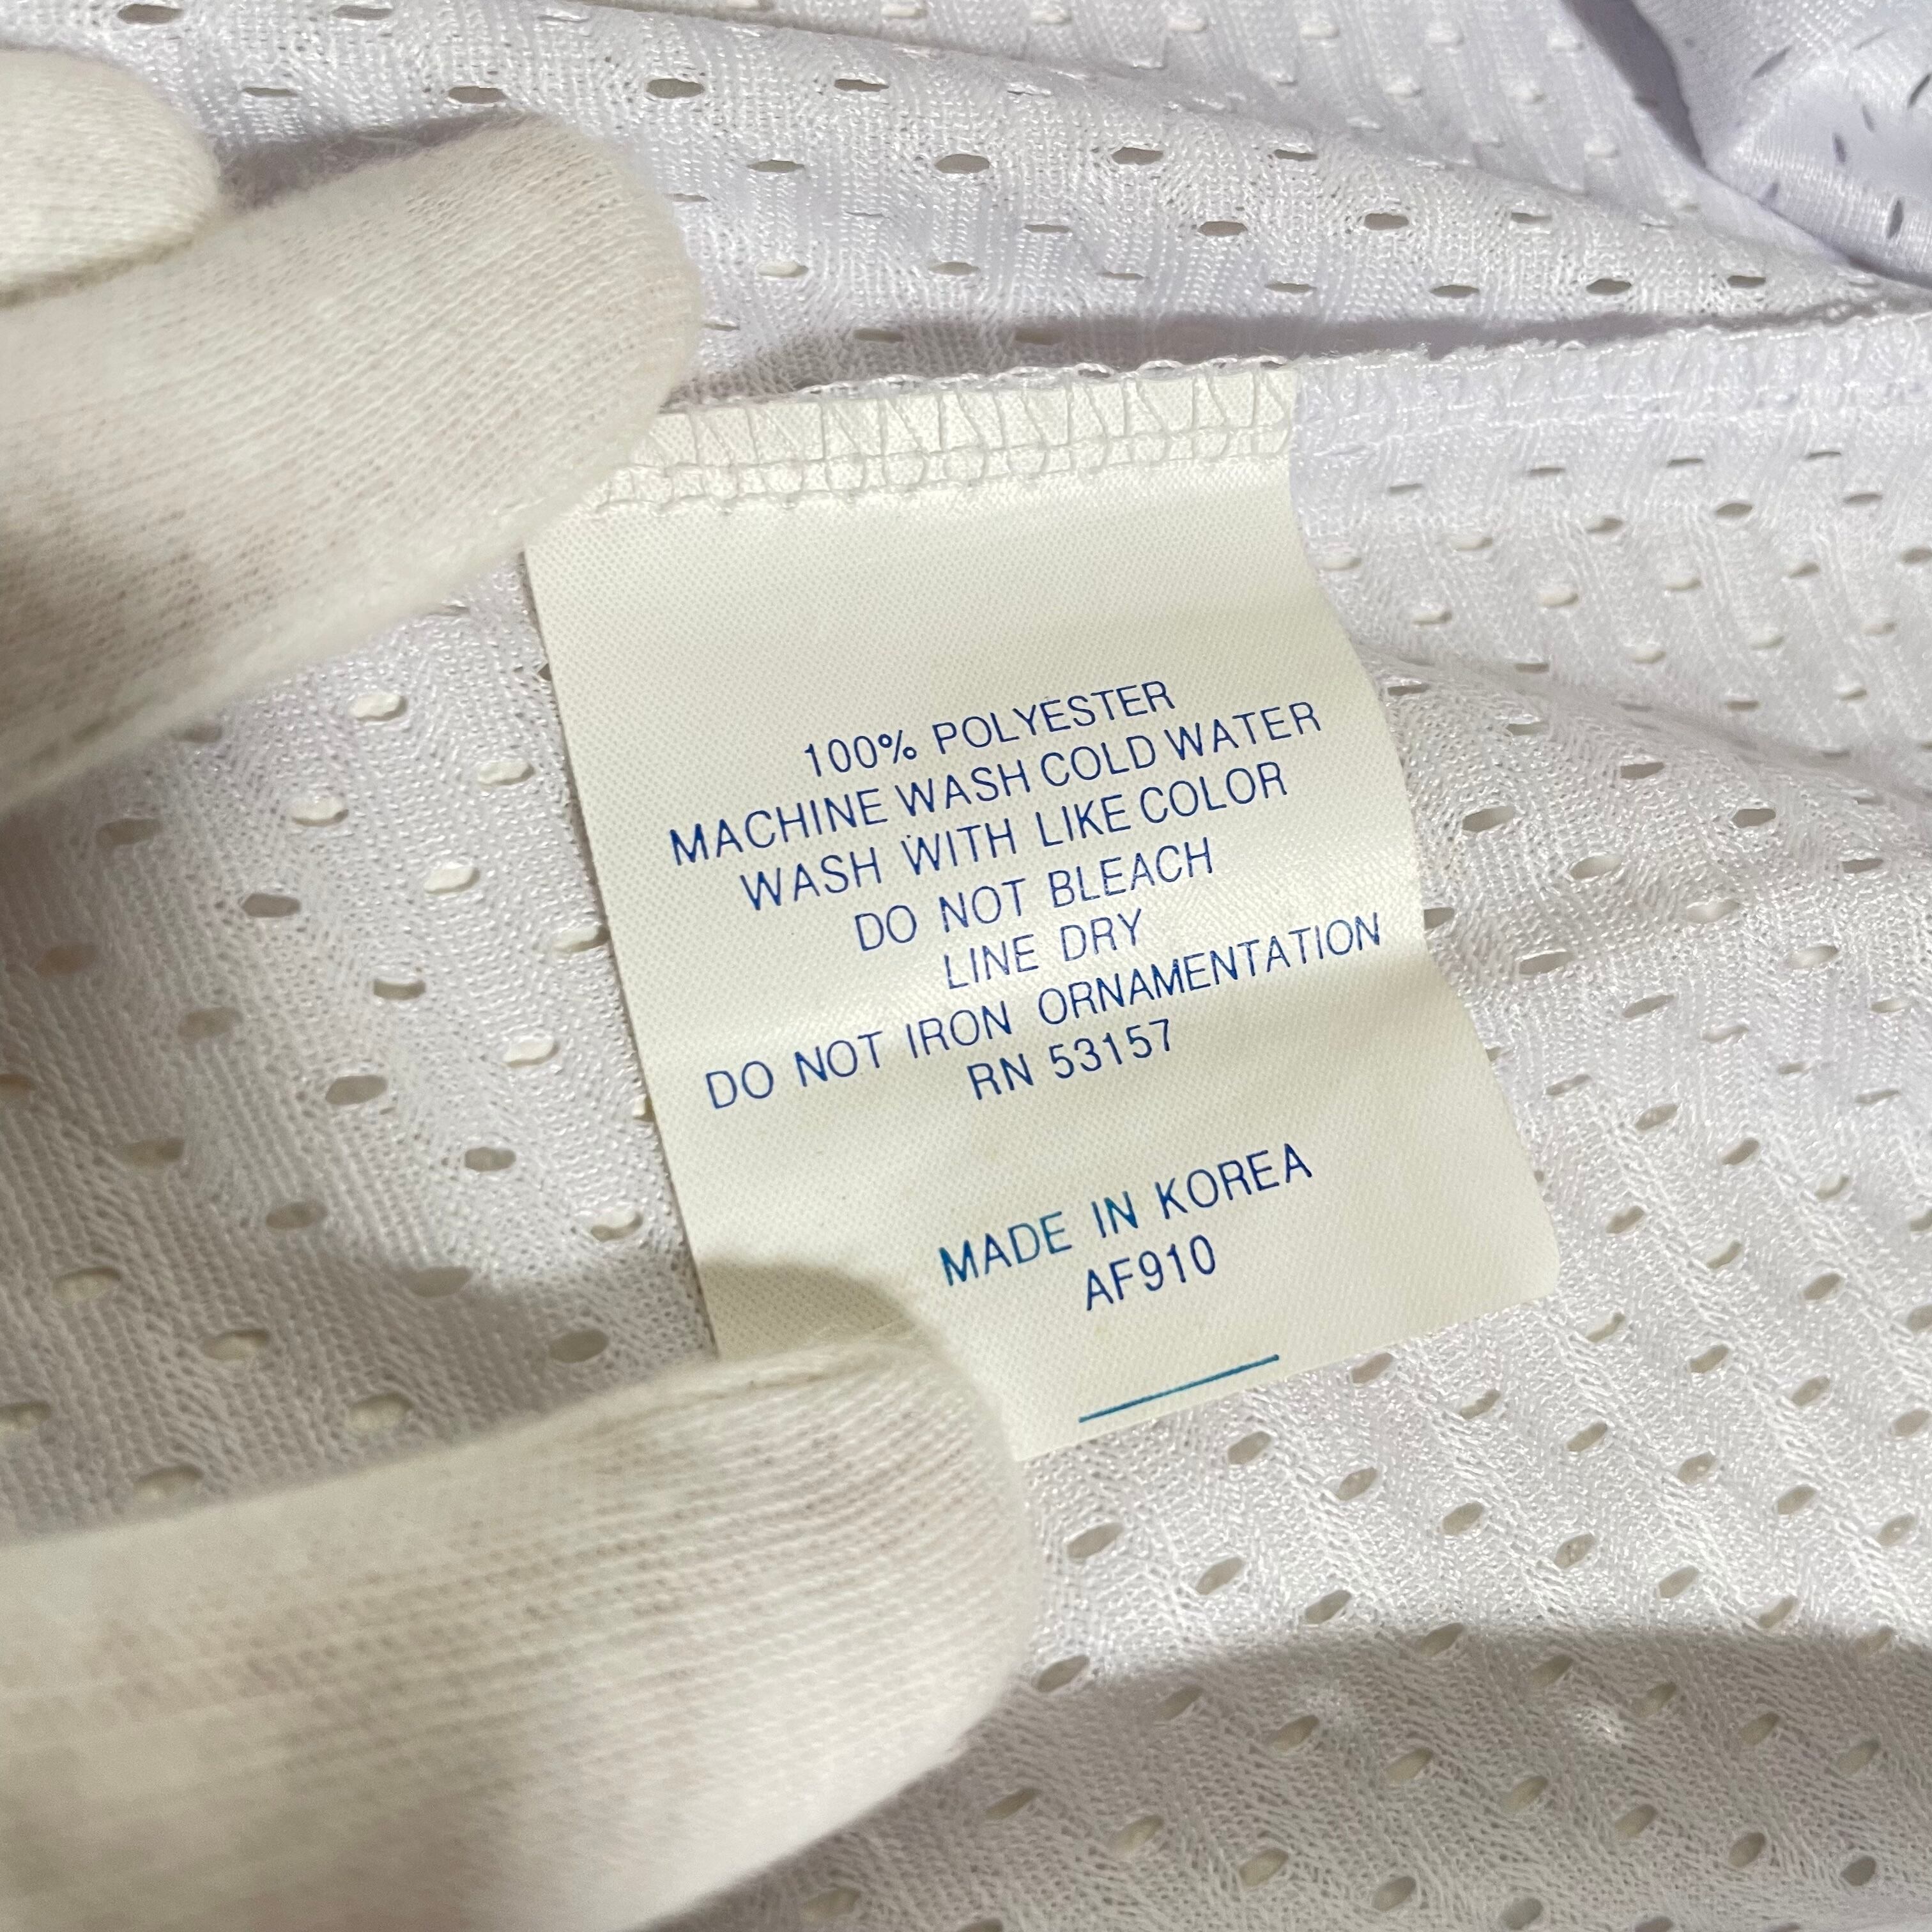 100% POLYESTER
MACHINE WASH COLD WATER
WASH WITH LIKE COLOR
DO NOT BLEACH
LINE DRY
DO NOT IRON ORNAMENTATION
RN 53157
MADE IN KOREA
AF910